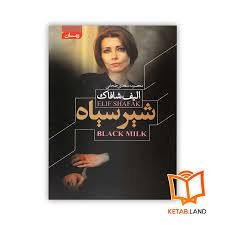 رمان
الیف شافاک
ELIF SHAFAK
شیر سیاه
BLACK MILK
KETAB.LAND